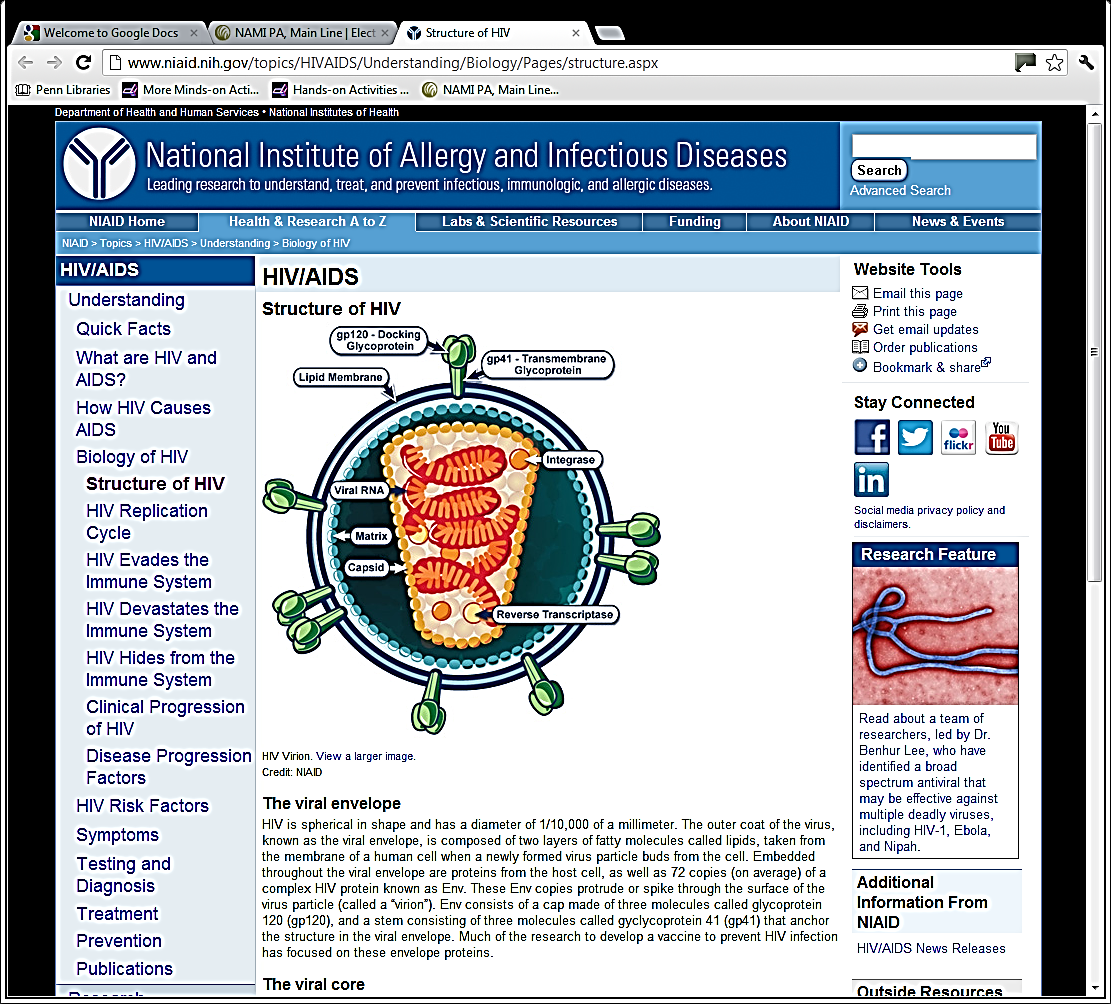 Welcome to Google Docs
NAMI PA, Main Line | Elect
Structure of HIV
www.niaid.nih.gov/topics/HIVAIDS/Understanding/Biology/Pages/structure.aspx
Penn Libraries
More Minds-on Acti...
Hands-on Activities ...
NAMI PA, Main Line...
Department of Health and Human Services • National Institutes of Health
National Institute of Allergy and Infectious Diseases
Leading research to understand, treat, and prevent infectious, immunologic, and allergic diseases.
Search
Advanced Search
NIAID Home
Health & Research A to Z
Labs & Scientific Resources
Funding
About NIAID
News & Events
NIAID > Topics > HIV/AIDS > Understanding > Biology of HIV
HIV/AIDS
Understanding
Quick Facts
What are HIV and
AIDS?
How HIV Causes
AIDS
Biology of HIV
Structure of HIV
HIV Replication
Cycle
HIV Evades the
Immune System
HIV Devastates the
Immune System
HIV Hides from the
Immune System
Clinical Progression
of HIV
Disease Progression
Factors
HIV Risk Factors
Symptoms
Testing and
Diagnosis
Treatment
Prevention
Publications
HIV/AIDS
Structure of HIV
gp120 - Docking
Glycoprotein
gp41 - Transmembrane
Glycoprotein
Lipid Membrane
Integrase
Viral RNA
Matrix
Capsid
Reverse Transcriptase
HIV Virion. View a larger image.
Credit: NIAID
The viral envelope
HIV is spherical in shape and has a diameter of 1/10,000 of a millimeter. The outer coat of the virus,
known as the viral envelope, is composed of two layers of fatty molecules called lipids, taken from
the membrane of a human cell when a newly formed virus particle buds from the cell. Embedded
throughout the viral envelope are proteins from the host cell, as well as 72 copies (on average) of a
complex HIV protein known as Env. These Env copies protrude or spike through the surface of the
virus particle (called a “virion”). Env consists of a cap made of three molecules called glycoprotein
120 (gp120), and a stem consisting of three molecules called gyclycoprotein 41 (gp41) that anchor
the structure in the viral envelope. Much of the research to develop a vaccine to prevent HIV infection
has focused on these envelope proteins.
The viral core
Website Tools
Email this page
Print this page
Get email updates
Order publications
Bookmark & share
Stay Connected
flickr
You
Tube
in
Social media privacy policy and
disclaimers.
Research Feature
Read about a team of
researchers, led by Dr.
Benhur Lee, who have
identified a broad
spectrum antiviral that
may be effective against
multiple deadly viruses,
including HIV-1, Ebola,
and Nipah.
Additional
Information From
NIAID
HIV/AIDS News Releases
Outside Resources